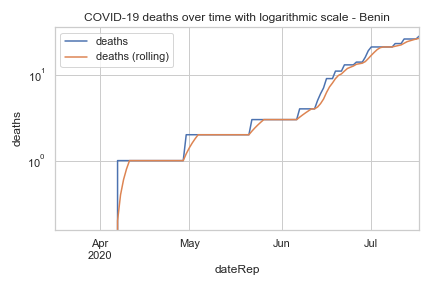 COVID-19 deaths over time with logarithmic scale - Benin
deaths
deaths (rolling)
10¹
10⁰
deaths
Apr
2020
May
Jun
Jul
dateRep